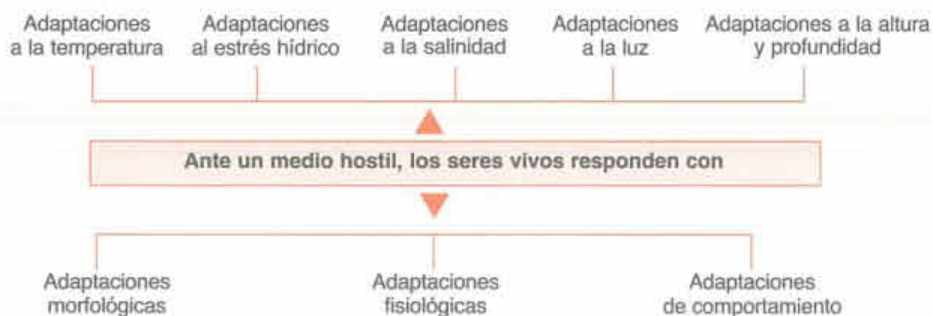 Adaptaciones
a la temperatura
Adaptaciones
al estrés hídrico
Adaptaciones
a la salinidad
Adaptaciones
a la luz
Adaptaciones a la altura
y profundidad
Ante un medio hostil, los seres vivos responden con
Adaptaciones
morfológicas
Adaptaciones
fisiológicas
Adaptaciones
de comportamiento